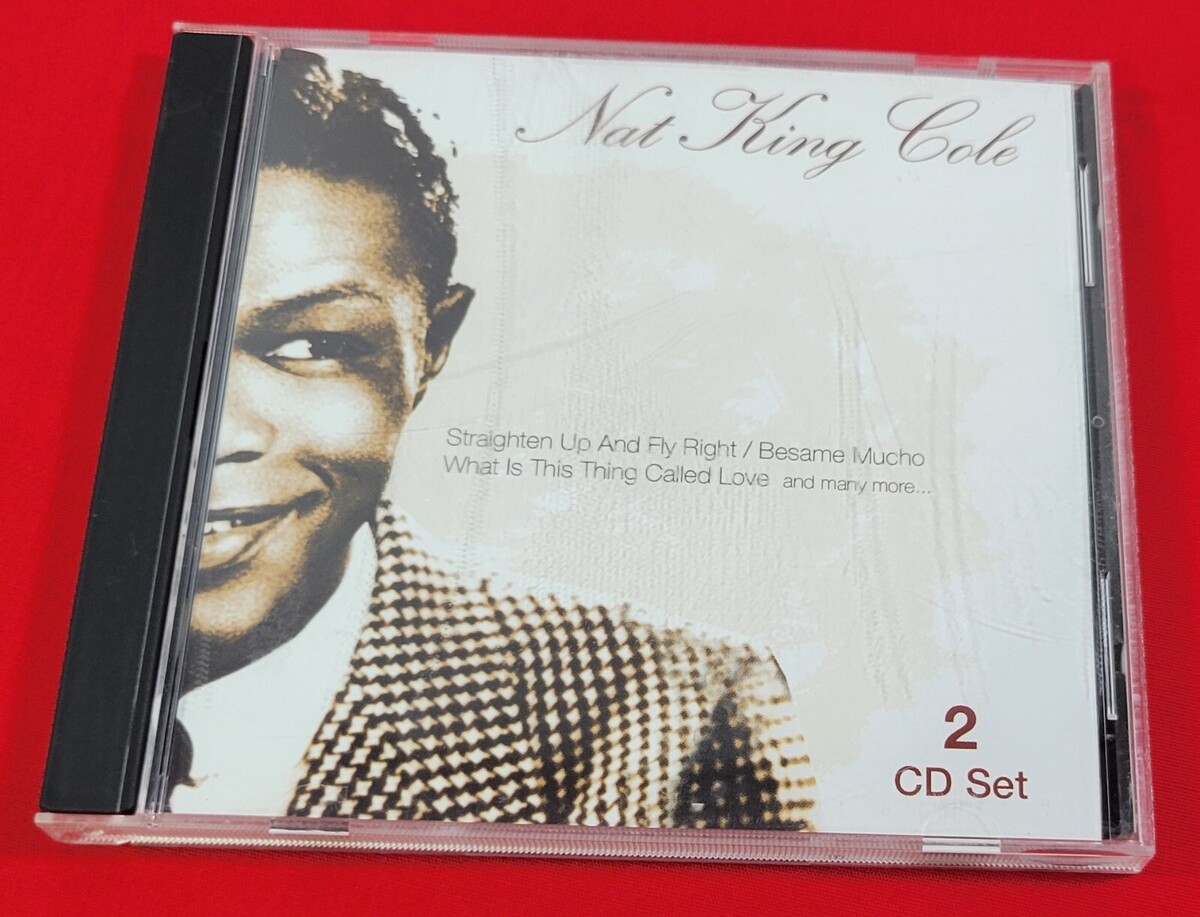 Nat King Cole
Straighten Up And Fly Right / Besame Mucho
What Is This Thing Called Love and many more...
2
CD Set